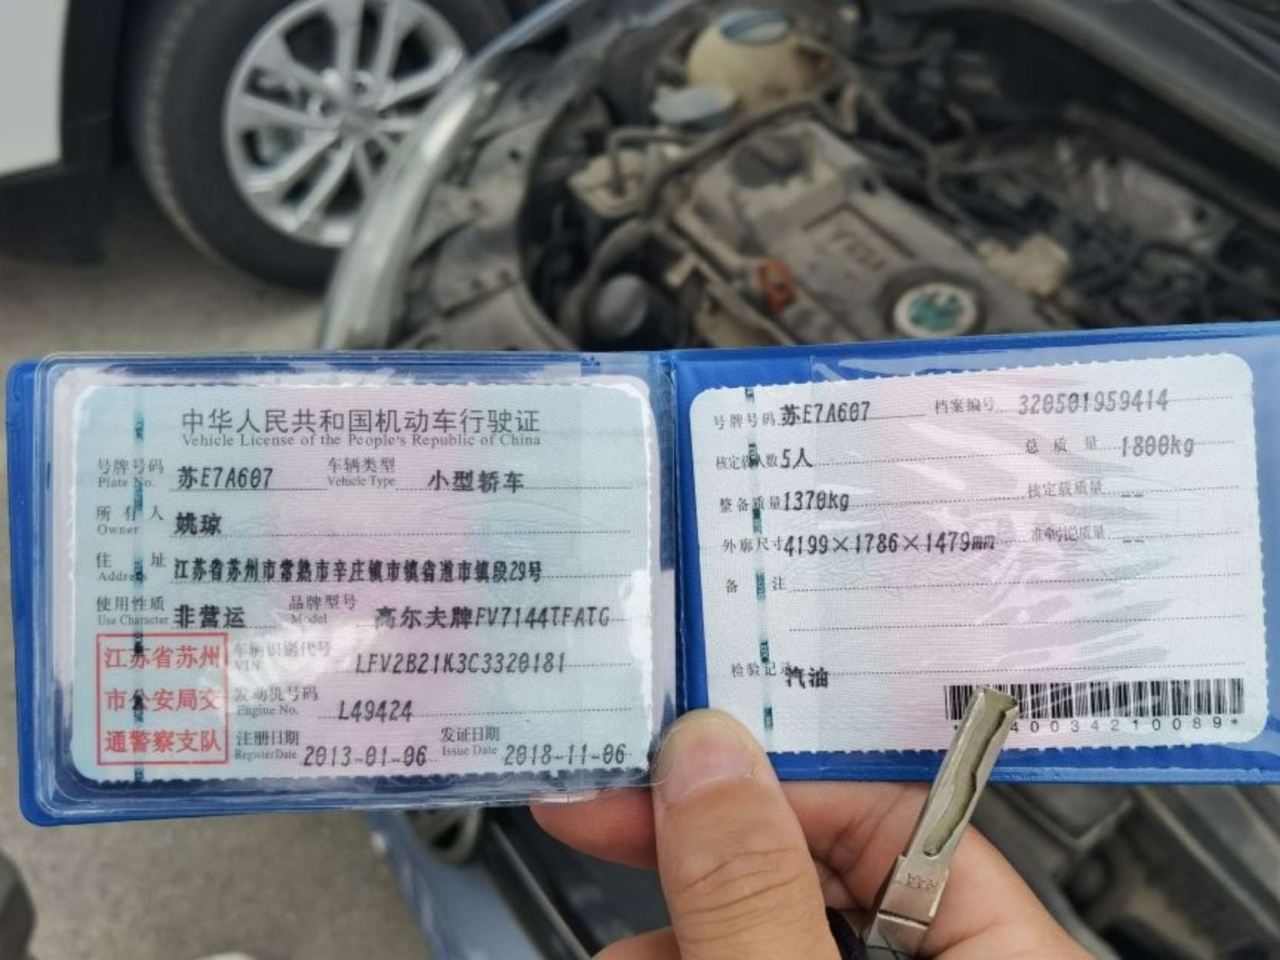 中华人民共和国机动车行驶证
Vehicle License of the People's Republic of China
号牌号码 苏E7A607 车辆类型 小型轿车
Plate No. Vehicle Type
所有人 姚琼
Owner
住址 江苏省苏州市常熟市辛庄镇市镇省道市镇段29号
Address
使用性质 非营运 品牌型号 高尔夫牌FV7144TFATG
Use Character Model
江苏省苏州
市公安局交
通警察支队
车辆识别代号 LFV2B21K3C3320181
VIN
发动机号码 L49424
Engine No.
注册日期 2013-01-06 发证日期 2018-11-06
Register Date Issue Date
号牌号码 苏E7A607 档案编号 320501959414
核定载人数 5人 总质量 1800kg
整备质量 1370kg 核定载质量 --
外廓尺寸 4199×1786×1479mm 准牵引总质量 --
备注
检验记录 汽油
40034210089*
TSI